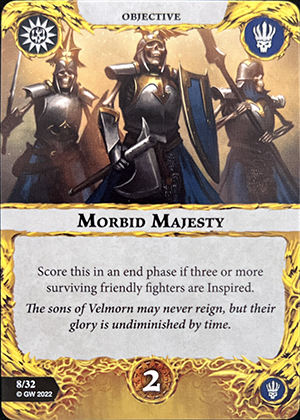 OBJECTIVE
MORBID MAJESTY
Score this in an end phase if three or more
surviving friendly fighters are Inspired.
The sons of Velmorn may never reign, but their
glory is undiminished by time.
8/32
© GW 2022
2